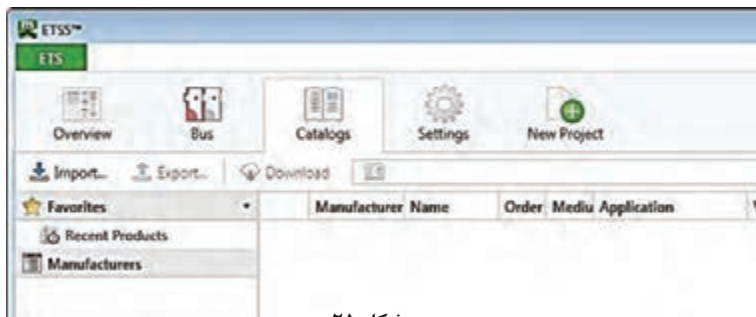 ETS5™
ETS
Overview Bus Catalogs Settings New Project
Import... Export... Download
Favorites Manufacturer Name Order Mediu Application
Recent Products
Manufacturers